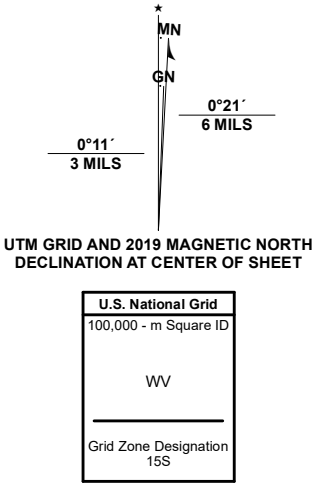 ★
MN
GN
0°21´
6 MILS
0°11´
3 MILS
UTM GRID AND 2019 MAGNETIC NORTH
DECLINATION AT CENTER OF SHEET
U.S. National Grid
100,000 - m Square ID
WV
Grid Zone Designation
15S